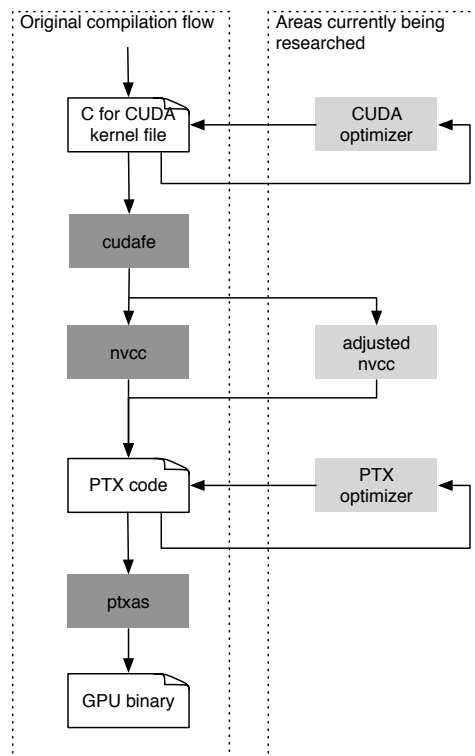 Original compilation flow
Areas currently being
researched
C for CUDA
kernel file
CUDA
optimizer
cudafe
nvcc
adjusted
nvcc
PTX code
PTX
optimizer
ptxas
GPU binary